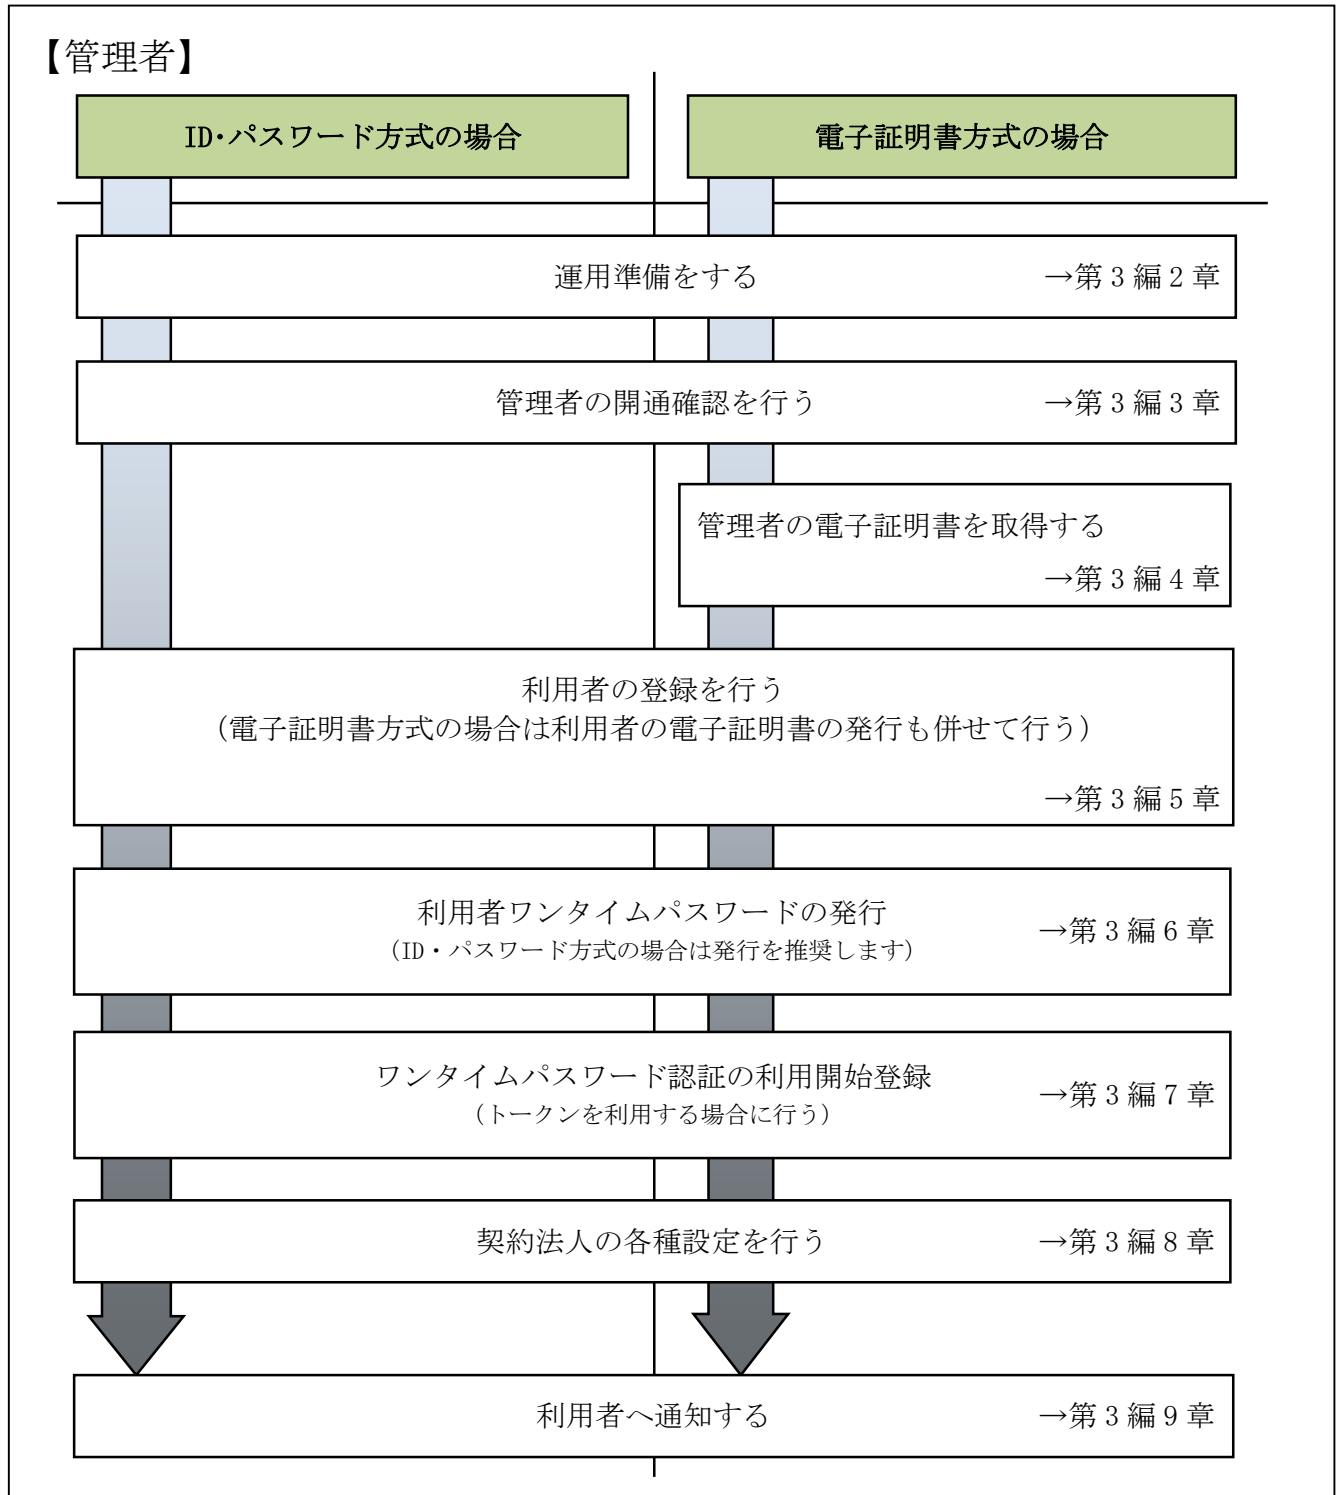 【管理者】
ID･パスワード方式の場合
電子証明書方式の場合
運用準備をする →第３編２章
管理者の開通確認を行う →第３編３章
管理者の電子証明書を取得する
→第３編４章
利用者の登録を行う
（電子証明書方式の場合は利用者の電子証明書の発行も併せて行う）
→第３編５章
利用者ワンタイムパスワードの発行
（ID・パスワード方式の場合は発行を推奨します）
→第３編６章
ワンタイムパスワード認証の利用開始登録
（トークンを利用する場合に行う）
→第３編７章
契約法人の各種設定を行う →第３編８章
利用者へ通知する →第３編９章